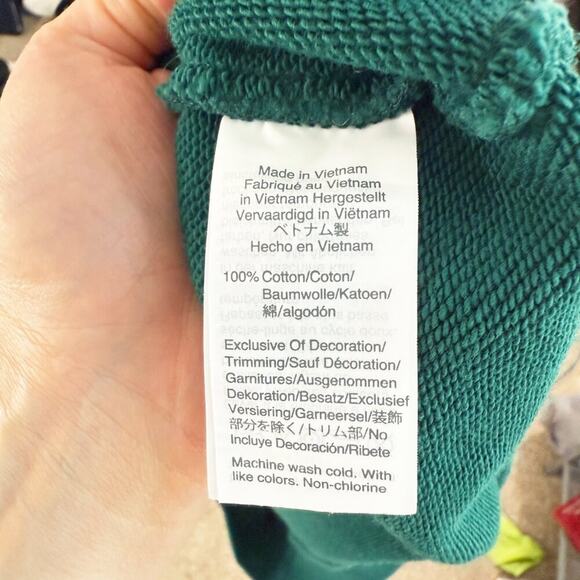 Made in Vietnam
Fabriqué au Vietnam
in Vietnam Hergestellt
Vervaardigd in Viëtnam
ベトナム製
Hecho en Vietnam
100% Cotton/Coton/
Baumwolle/Katoen/
綿/algodón
Exclusive Of Decoration/
Trimming/Sauf Décoration/
Garnitures/Ausgenommen
Dekoration/Besatz/Exclusief
Versiering/Garneersel/装飾
部分を除く/トリム部/No
Incluye Decoración/Ribete
Machine wash cold. With
like colors. Non-chlorine